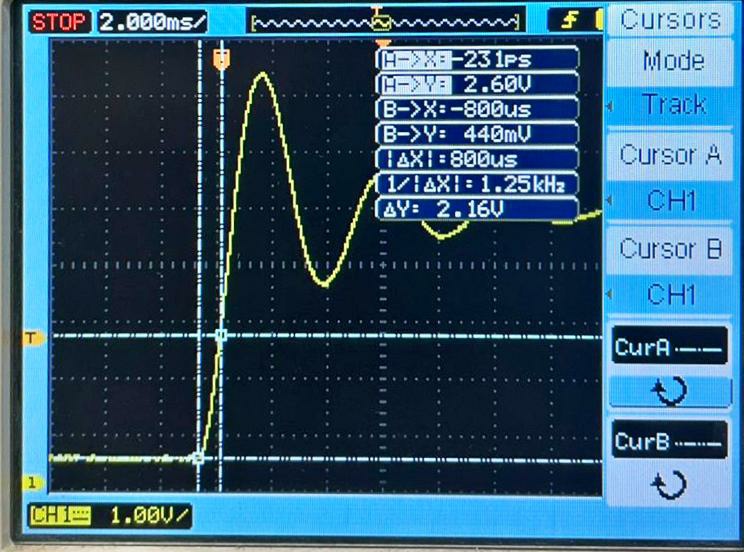 STOP 2.000ms/ T Cursors
A->X:-231ps Mode
A->Y: 2.60V
B->X:-800us Track
B->Y: 440mV
|ΔX|:800us Cursor A
1/|ΔX|:1.25kHz CH1
ΔY: 2.16V
Cursor B
CH1
T
CurA
CurB
1
CH1 1.00V/